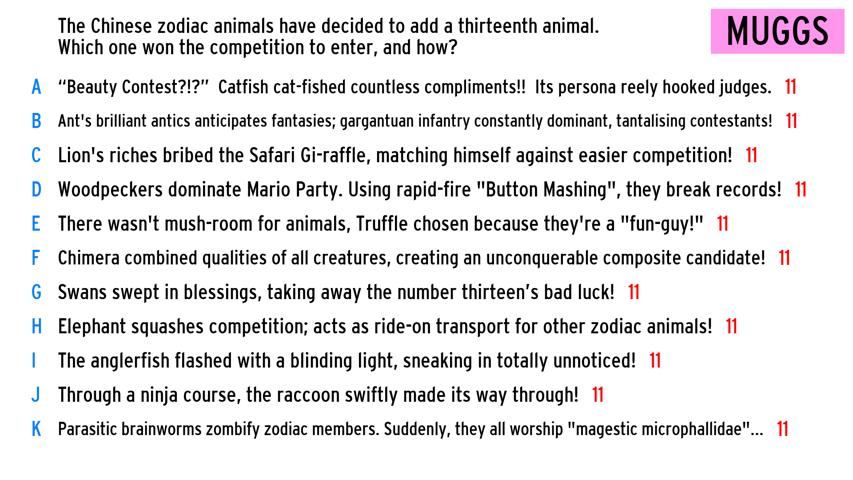 The Chinese zodiac animals have decided to add a thirteenth animal.
Which one won the competition to enter, and how?
MUGGS
A "Beauty Contest?!?" Catfish cat-fished countless compliments!! Its persona reely hooked judges. 11
B Ant's brilliant antics anticipates fantasies; gargantuan infantry constantly dominant, tantalising contestants! 11
C Lion's riches bribed the Safari Gi-raffle, matching himself against easier competition! 11
D Woodpeckers dominate Mario Party. Using rapid-fire "Button Mashing", they break records! 11
E There wasn't mush-room for animals, Truffle chosen because they're a "fun-guy!" 11
F Chimera combined qualities of all creatures, creating an unconquerable composite candidate! 11
G Swans swept in blessings, taking away the number thirteen's bad luck! 11
H Elephant squashes competition; acts as ride-on transport for other zodiac animals! 11
I The anglerfish flashed with a blinding light, sneaking in totally unnoticed! 11
J Through a ninja course, the raccoon swiftly made its way through! 11
K Parasitic brainworms zombify zodiac members. Suddenly, they all worship "magestic microphallidae"... 11